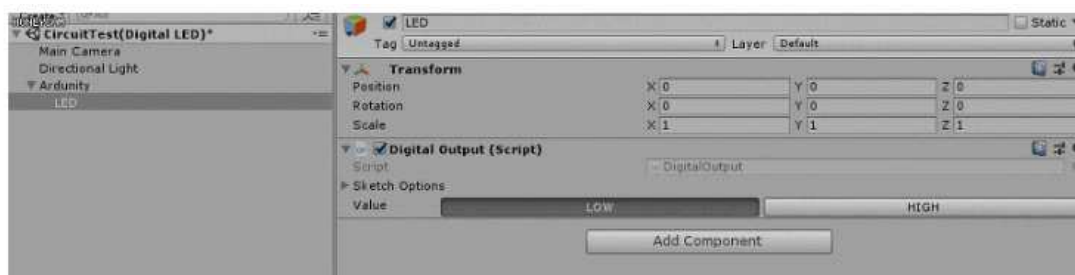 CircuitTest(Digital LED)*
Main Camera
Directional Light
Ardunity
LED
LED Static
Tag Untagged Layer Default
Transform
Position X 0 Y 0 Z 0
Rotation X 0 Y 0 Z 0
Scale X 1 Y 1 Z 1
Digital Output (Script)
Script DigitalOutput
Sketch Options
Value LOW HIGH
Add Component